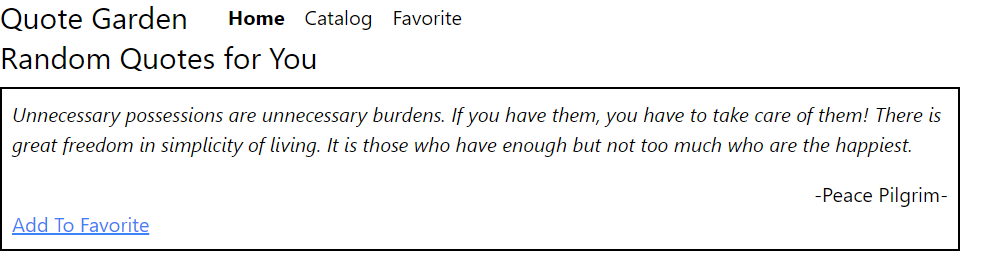 Quote Garden Home Catalog Favorite
Random Quotes for You
Unnecessary possessions are unnecessary burdens. If you have them, you have to take care of them! There is
great freedom in simplicity of living. It is those who have enough but not too much who are the happiest.
-Peace Pilgrim-
Add To Favorite